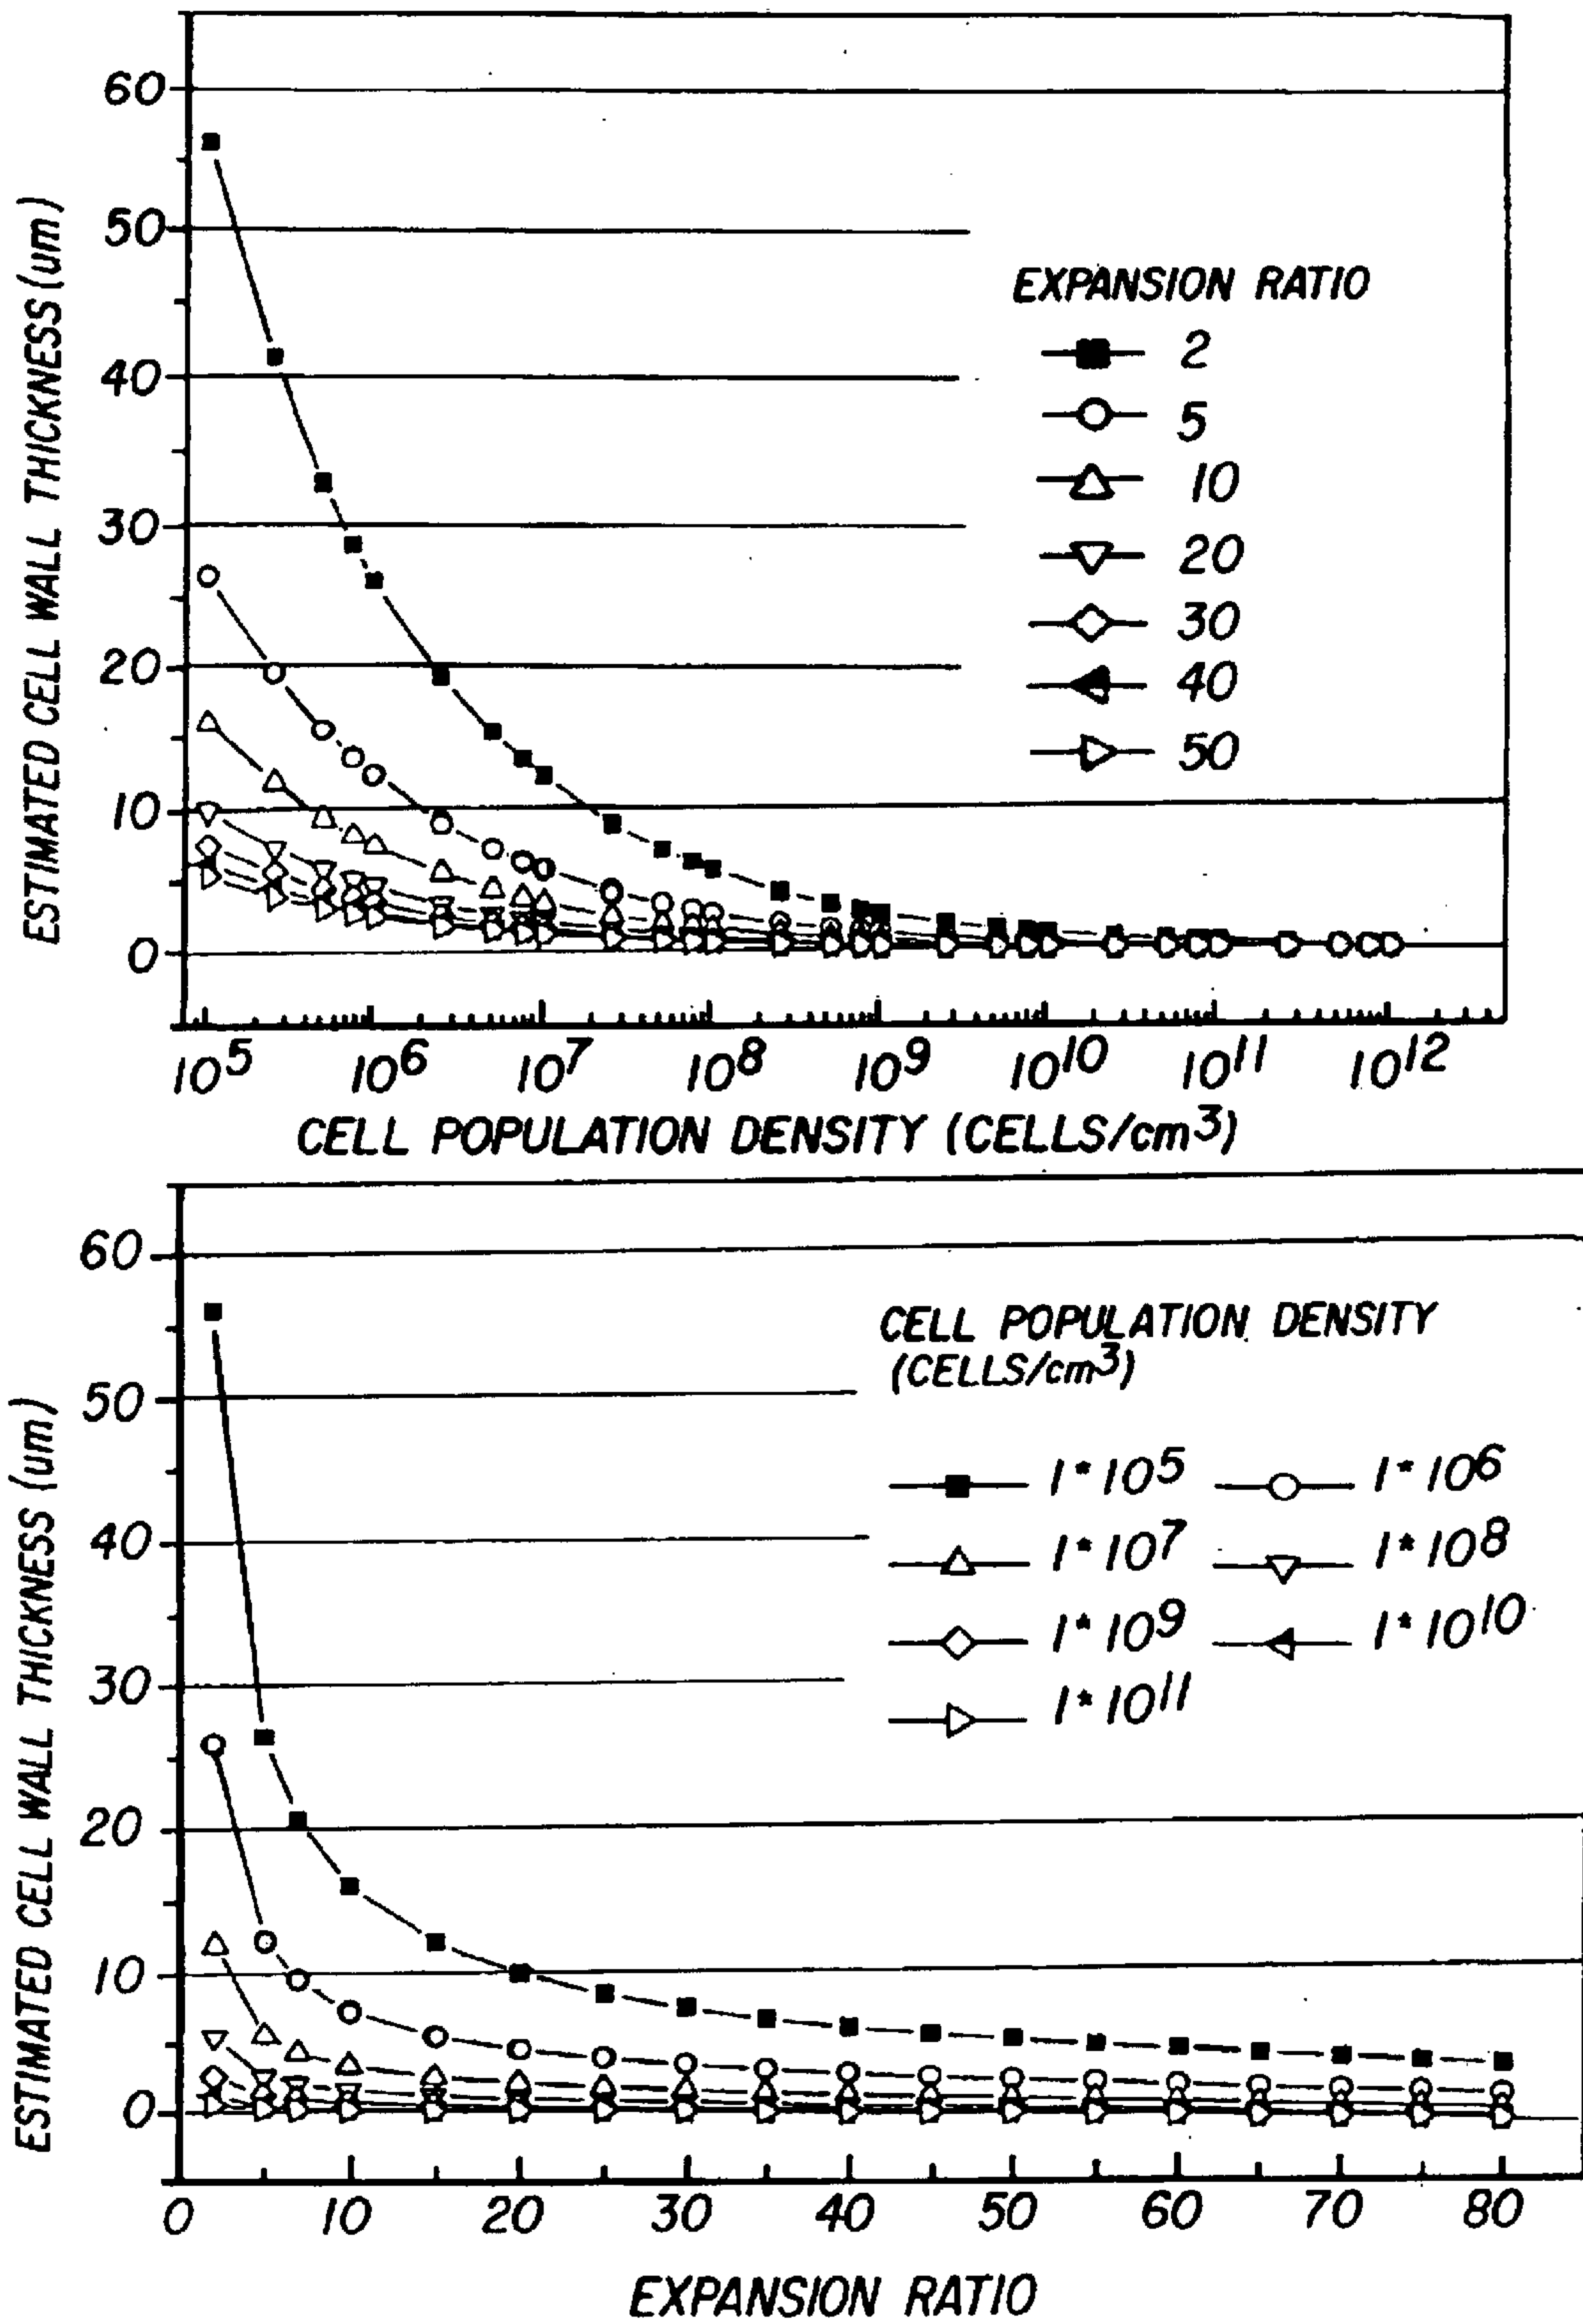 ESTIMATED CELL WALL THICKNESS (um)
60
50
40
30
20
10
0
EXPANSION RATIO
2
5
10
20
30
40
50
10^5 10^6 10^7 10^8 10^9 10^10 10^11 10^12
CELL POPULATION DENSITY (CELLS/cm^3)
ESTIMATED CELL WALL THICKNESS (um)
60
50
40
30
20
10
0
CELL POPULATION DENSITY
(CELLS/cm^3)
1*10^5 1*10^6
1*10^7 1*10^8
1*10^9 1*10^10
1*10^11
0 10 20 30 40 50 60 70 80
EXPANSION RATIO